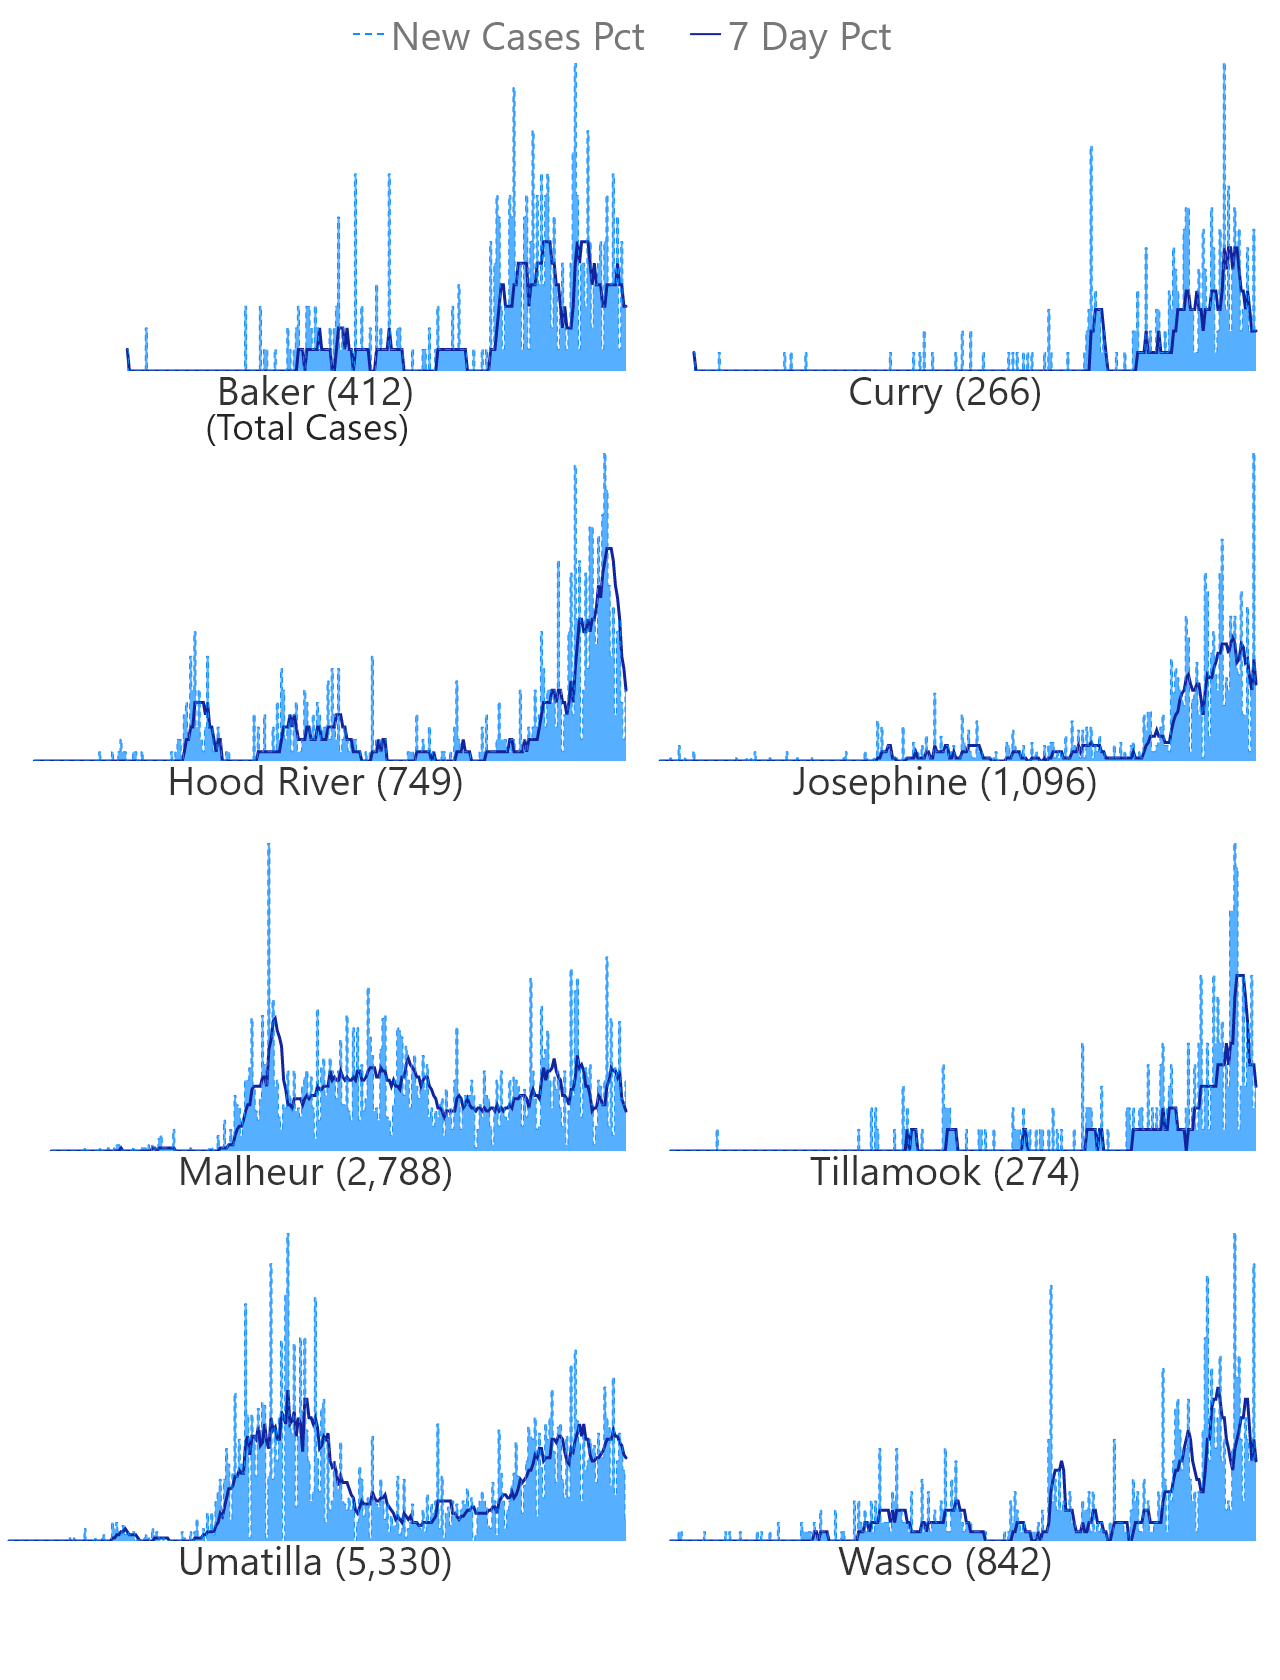 New Cases Pct 7 Day Pct
Baker (412)
(Total Cases)
Curry (266)
Hood River (749)
Josephine (1,096)
Malheur (2,788)
Tillamook (274)
Umatilla (5,330)
Wasco (842)